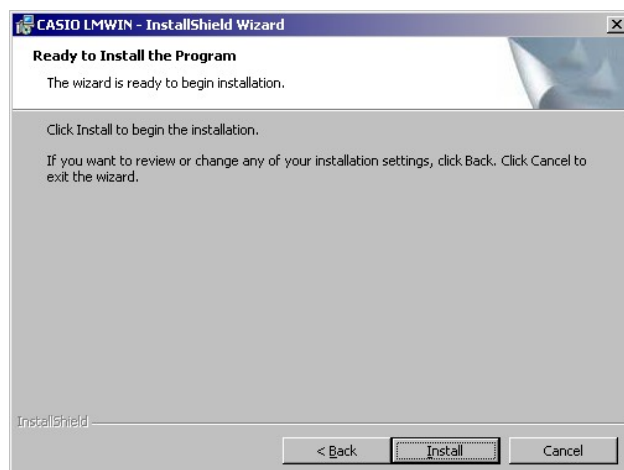 CASIO LMWIN - InstallShield Wizard
Ready to Install the Program
The wizard is ready to begin installation.
Click Install to begin the installation.
If you want to review or change any of your installation settings, click Back. Click Cancel to
exit the wizard.
InstallShield
< Back
Install
Cancel